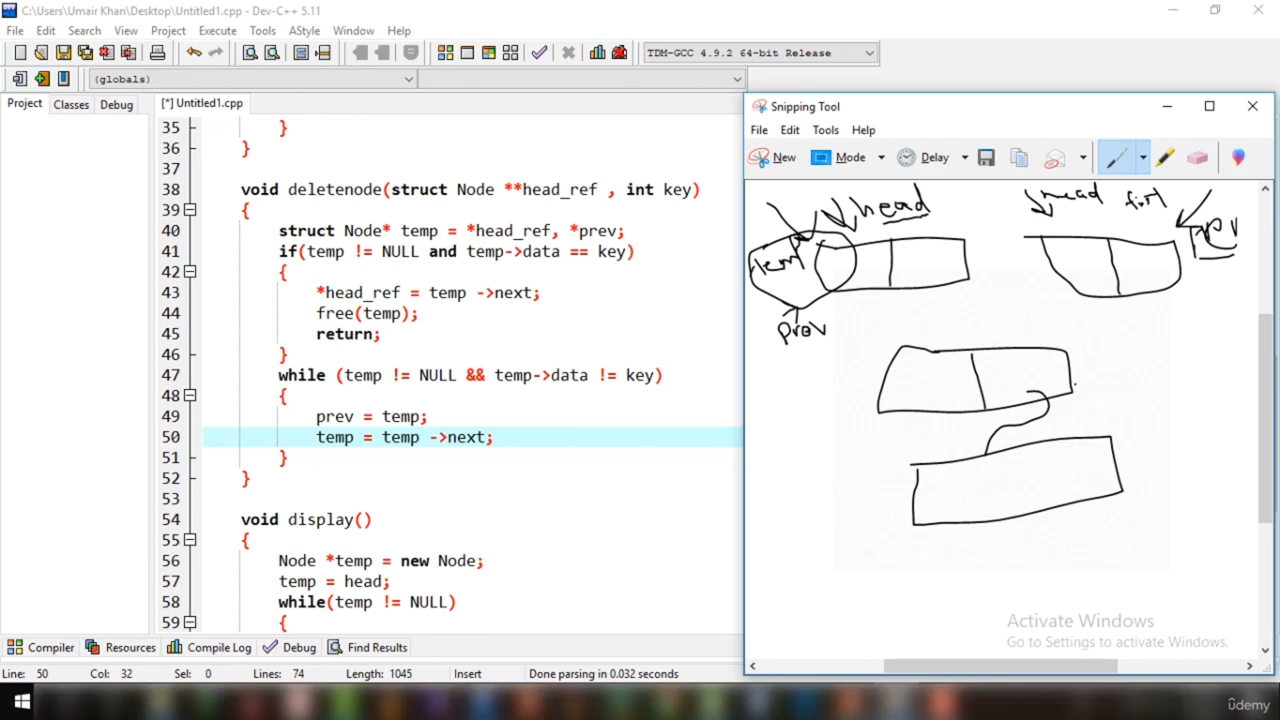 C:\Users\Umair Khan\Desktop\Untitled1.cpp - Dev-C++ 5.11
File Edit Search View Project Execute Tools AStyle Window Help
TDM-GCC 4.9.2 64-bit Release
(globals)
Project Classes Debug [*] Untitled1.cpp
35 }
36 }
37
38 void deletenode(struct Node **head_ref , int key)
39 {
40 struct Node* temp = *head_ref, *prev;
41 if(temp != NULL and temp->data == key)
42 {
43 *head_ref = temp ->next;
44 free(temp);
45 return;
46 }
47 while (temp != NULL && temp->data != key)
48 {
49 prev = temp;
50 temp = temp ->next;
51 }
52 }
53
54 void display()
55 {
56 Node *temp = new Node;
57 temp = head;
58 while(temp != NULL)
59 {
Compiler Resources Compile Log Debug Find Results
Line: 50 Col: 32 Sel: 0 Lines: 74 Length: 1045 Insert Done parsing in 0.032 seconds
Snipping Tool
File Edit Tools Help
New Mode Delay
head head
temp prev
prev
Activate Windows
Go to Settings to activate Windows.
ûdemy